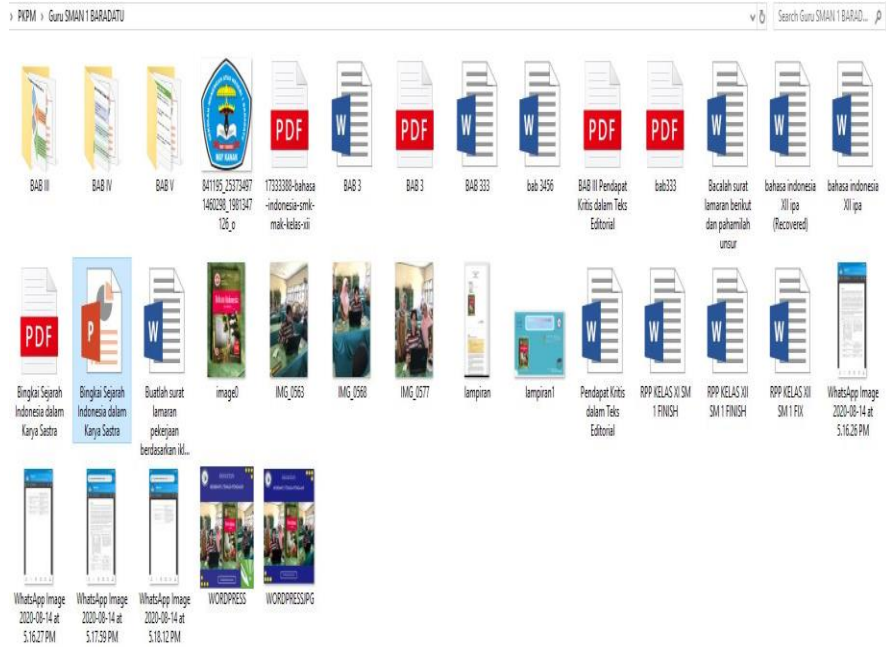 › PKPM › Guru SMAN 1 BARADATU
Search Guru SMAN 1 BARAD...
BAB III
BAB IV
BAB V
841195_25373497
1460298_1981347
126_o
17333388-bahasa
-indonesia-smk-
mak-kelas-xii
BAB 3
BAB 3
BAB 333
bab 3456
BAB III Pendapat
Kritis dalam Teks
Editorial
bab333
Bacalah surat
lamaran berikut
dan pahamilah
unsur
bahasa indonesia
XII ipa
(Recovered)
bahasa indonesia
XII ipa
PDF
W
PDF
W
W
PDF
PDF
W
W
W
Bingkai Sejarah
Indonesia dalam
Karya Sastra
Bingkai Sejarah
Indonesia dalam
Karya Sastra
Buatlah surat
lamaran
pekerjaan
berdasarkan ikl...
image0
IMG_0563
IMG_0568
IMG_0577
lampiran
lampiran1
Pendapat Kritis
dalam Teks
Editorial
RPP KELAS XI SM
1 FINISH
RPP KELAS XII
SM 1 FINISH
RPP KELAS XII
SM 1 FIX
WhatsApp Image
2020-08-14 at
5.16.26 PM
PDF
P
W
W
W
W
W
WhatsApp Image
2020-08-14 at
5.16.27 PM
WhatsApp Image
2020-08-14 at
5.17.59 PM
WhatsApp Image
2020-08-14 at
5.18.12 PM
WORDPRESS
WORDPRESSJPG